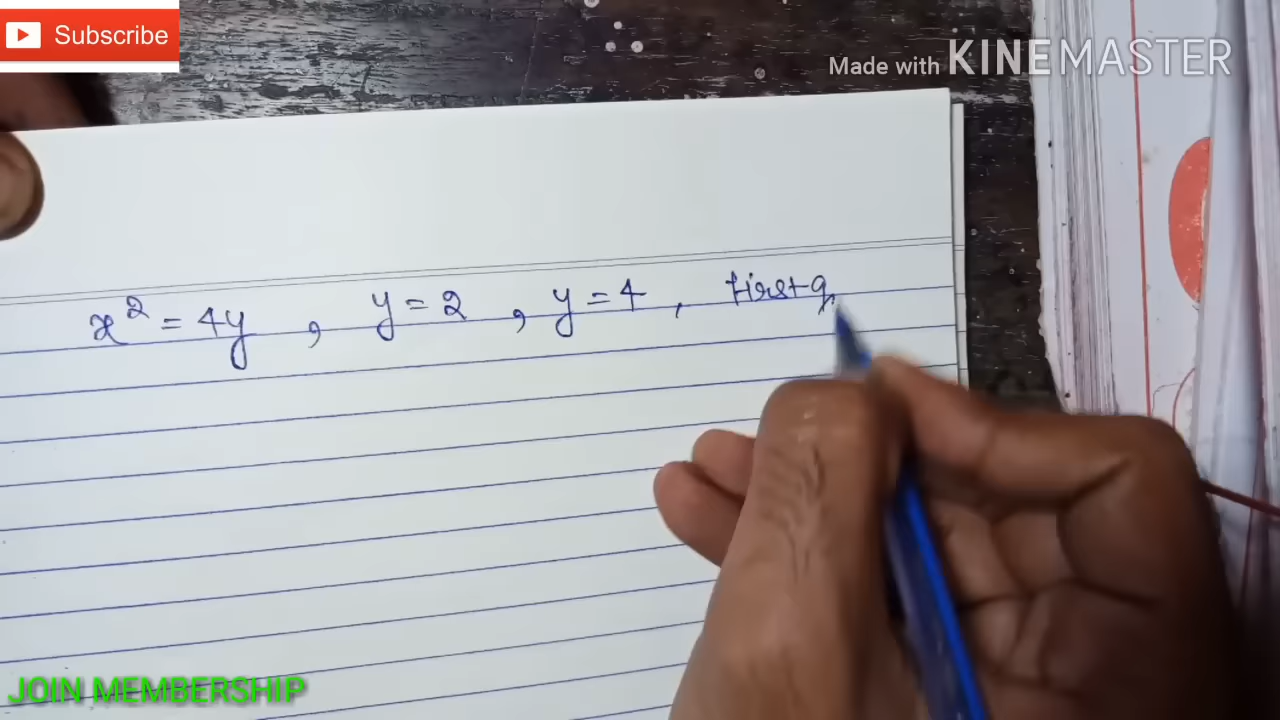 Subscribe
Made with KINEMASTER
x² = 4y , y = 2 , y = 4 , first q
JOIN MEMBERSHIP